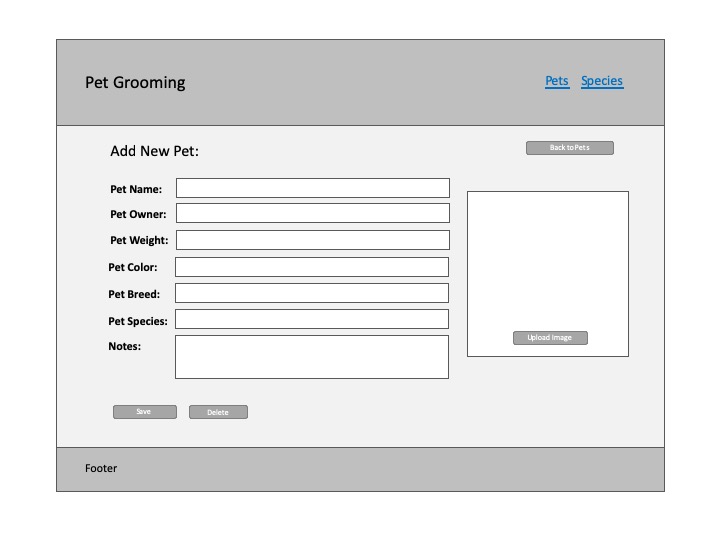 Pet Grooming
Pets Species
Add New Pet:
Back to Pets
Pet Name:
Pet Owner:
Pet Weight:
Pet Color:
Pet Breed:
Pet Species:
Notes:
Upload Image
Save Delete
Footer